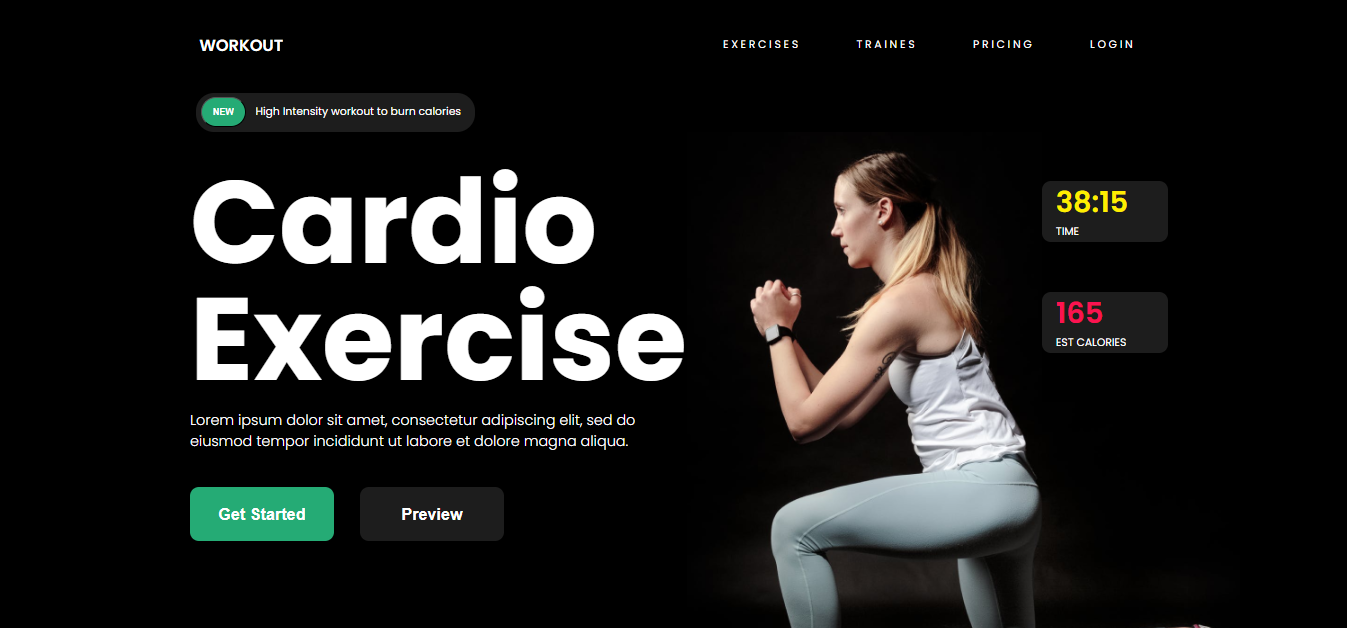 WORKOUT
EXERCISES
TRAINES
PRICING
LOGIN
NEW
High Intensity workout to burn calories
Cardio
Exercise
38:15
TIME
165
EST CALORIES
Lorem ipsum dolor sit amet, consectetur adipiscing elit, sed do
eiusmod tempor incididunt ut labore et dolore magna aliqua.
Get Started
Preview